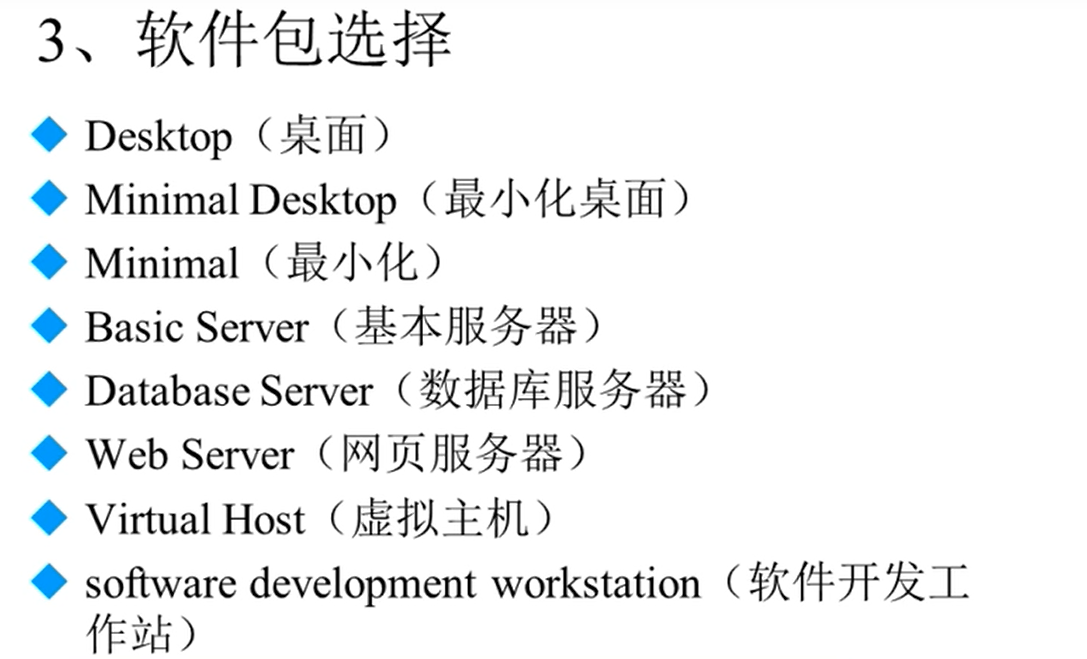 3、软件包选择
Desktop（桌面）
Minimal Desktop（最小化桌面）
Minimal（最小化）
Basic Server（基本服务器）
Database Server（数据库服务器）
Web Server（网页服务器）
Virtual Host（虚拟主机）
software development workstation（软件开发工
作站）